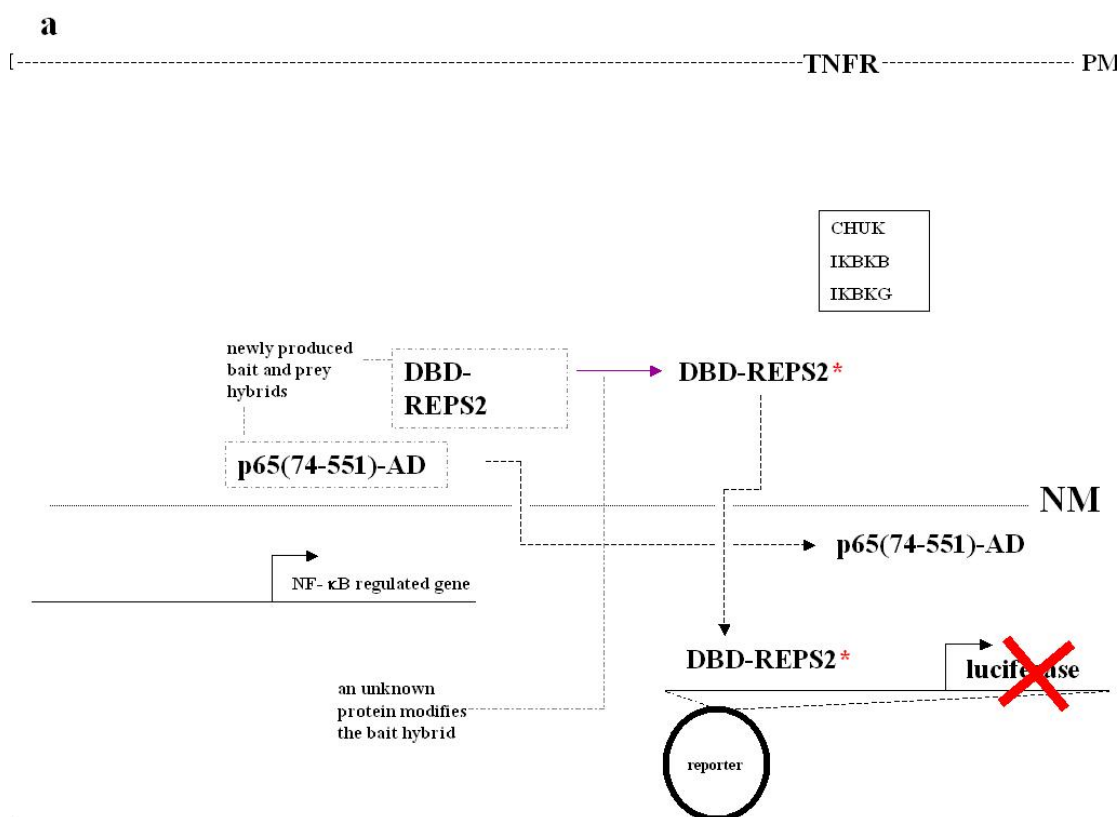 a
TNFR
PM
CHUK
IKBKB
IKBKG
newly produced
bait and prey
hybrids
DBD-
REPS2
DBD-REPS2*
p65(74-551)-AD
NM
p65(74-551)-AD
NF- κB regulated gene
DBD-REPS2*
luciferase
an unknown
protein modifies
the bait hybrid
reporter